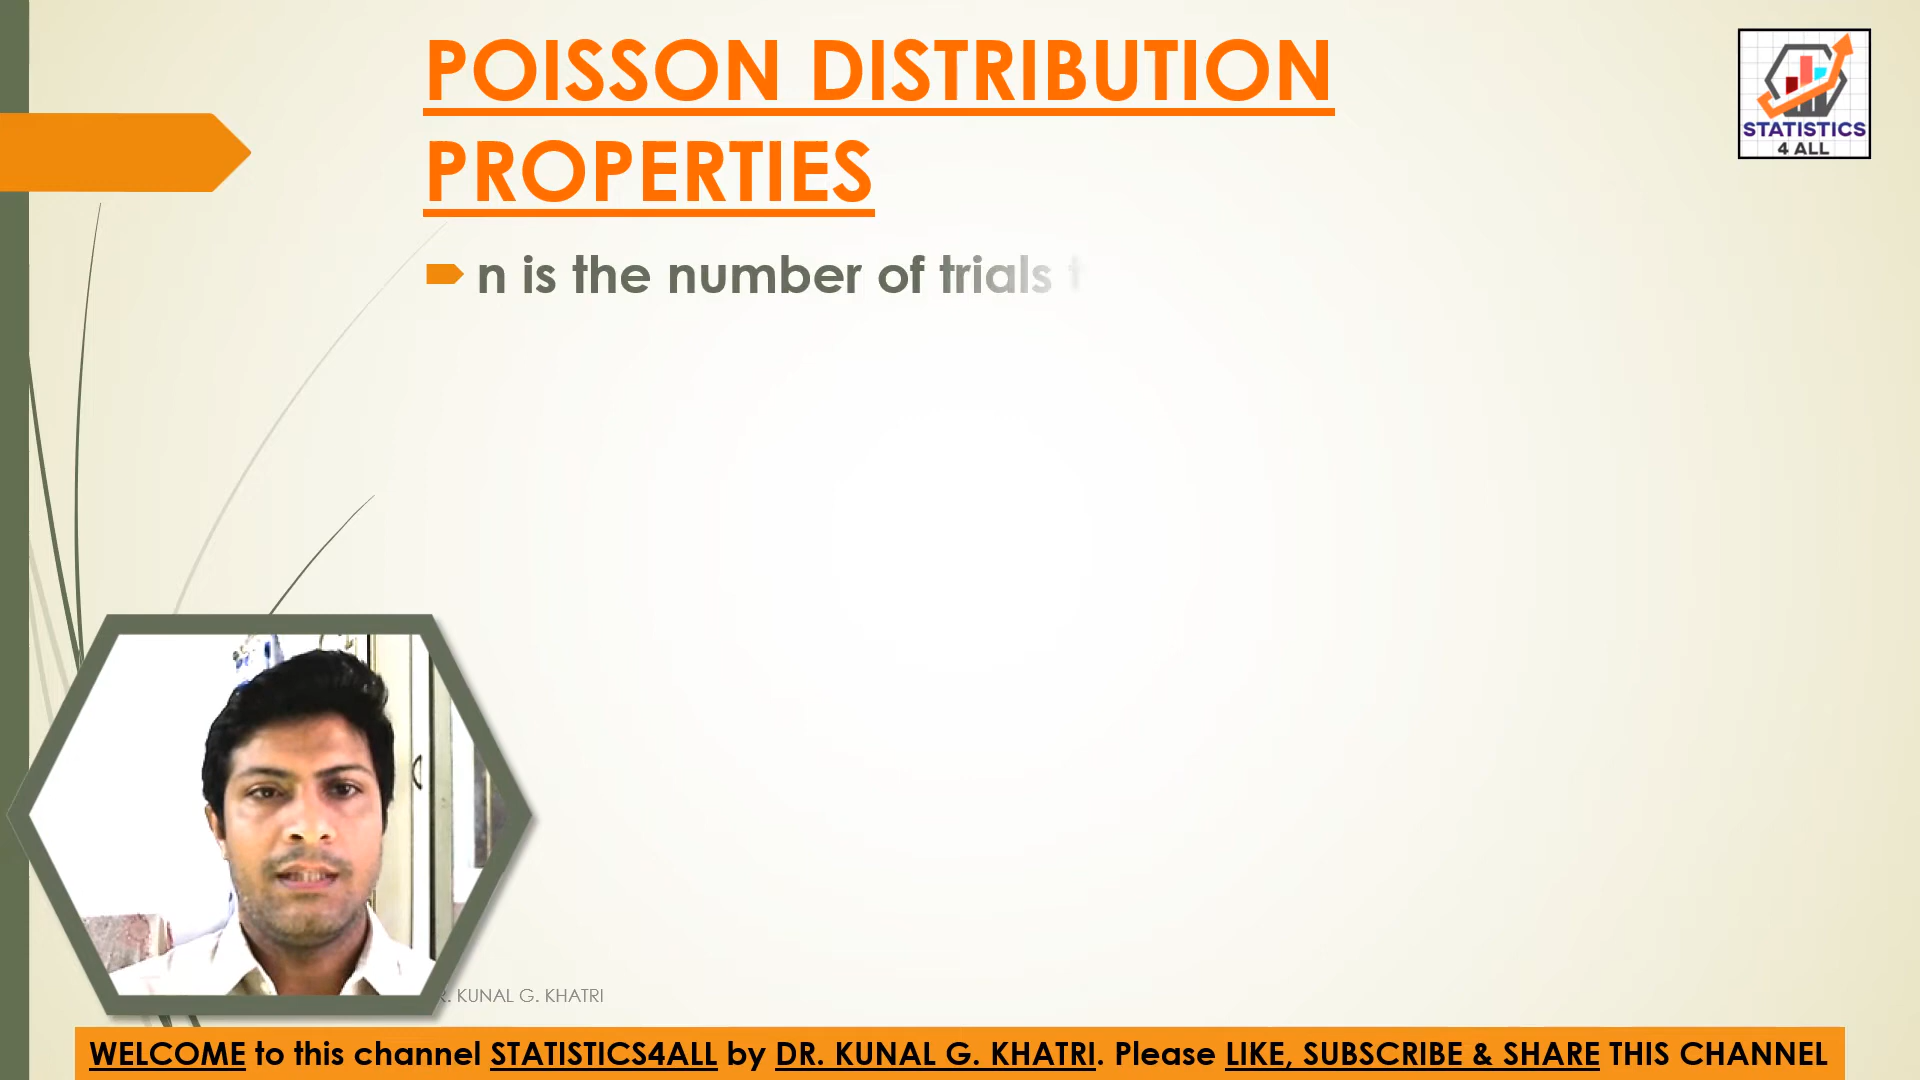 POISSON DISTRIBUTION
PROPERTIES
STATISTICS
4 ALL
n is the number of trials
KUNAL G. KHATRI
WELCOME to this channel STATISTICS4ALL by DR. KUNAL G. KHATRI. Please LIKE, SUBSCRIBE & SHARE THIS CHANNEL